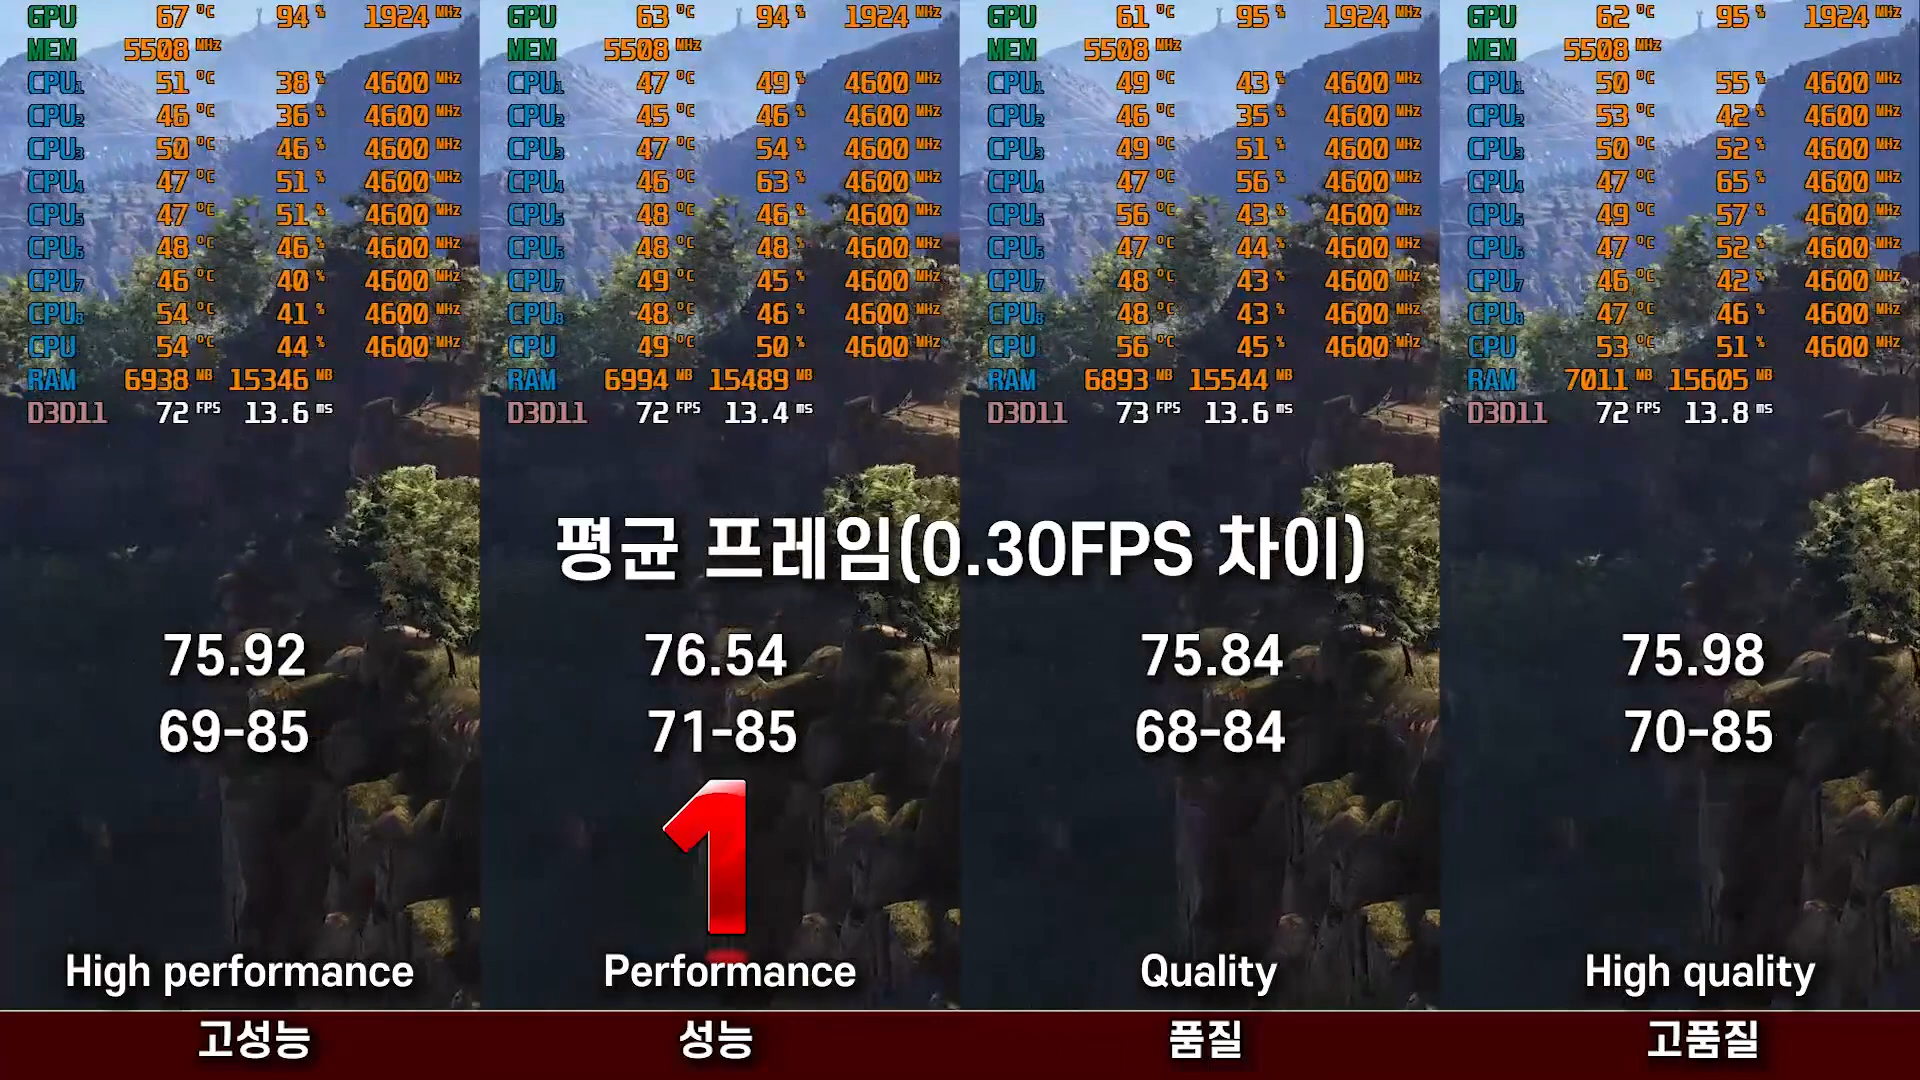 GPU 67 °C 94 % 1924 MHz
MEM 5508 MHz
CPU1 51 °C 38 % 4600 MHz
CPU2 46 °C 36 % 4600 MHz
CPU3 50 °C 46 % 4600 MHz
CPU4 47 °C 51 % 4600 MHz
CPU5 47 °C 51 % 4600 MHz
CPU6 48 °C 46 % 4600 MHz
CPU7 46 °C 40 % 4600 MHz
CPU8 54 °C 41 % 4600 MHz
CPU 54 °C 44 % 4600 MHz
RAM 6938 MB 15346 MB
D3D11 72 FPS 13.6 ms
GPU 63 °C 94 % 1924 MHz
MEM 5508 MHz
CPU1 47 °C 49 % 4600 MHz
CPU2 45 °C 46 % 4600 MHz
CPU3 47 °C 54 % 4600 MHz
CPU4 46 °C 63 % 4600 MHz
CPU5 48 °C 46 % 4600 MHz
CPU6 48 °C 48 % 4600 MHz
CPU7 49 °C 45 % 4600 MHz
CPU8 48 °C 46 % 4600 MHz
CPU 49 °C 50 % 4600 MHz
RAM 6994 MB 15489 MB
D3D11 72 FPS 13.4 ms
GPU 61 °C 95 % 1924 MHz
MEM 5508 MHz
CPU1 49 °C 43 % 4600 MHz
CPU2 46 °C 35 % 4600 MHz
CPU3 49 °C 51 % 4600 MHz
CPU4 47 °C 56 % 4600 MHz
CPU5 56 °C 43 % 4600 MHz
CPU6 47 °C 44 % 4600 MHz
CPU7 48 °C 43 % 4600 MHz
CPU8 48 °C 43 % 4600 MHz
CPU 56 °C 45 % 4600 MHz
RAM 6893 MB 15544 MB
D3D11 73 FPS 13.6 ms
GPU 62 °C 95 % 1924 MHz
MEM 5508 MHz
CPU1 50 °C 55 % 4600 MHz
CPU2 53 °C 42 % 4600 MHz
CPU3 50 °C 52 % 4600 MHz
CPU4 47 °C 65 % 4600 MHz
CPU5 49 °C 57 % 4600 MHz
CPU6 47 °C 52 % 4600 MHz
CPU7 46 °C 42 % 4600 MHz
CPU8 47 °C 46 % 4600 MHz
CPU 53 °C 51 % 4600 MHz
RAM 7011 MB 15605 MB
D3D11 72 FPS 13.8 ms
평균 프레임(0.30FPS 차이)
75.92 76.54 75.84 75.98
69-85 71-85 68-84 70-85
1
High performance Performance Quality High quality
고성능 성능 품질 고품질